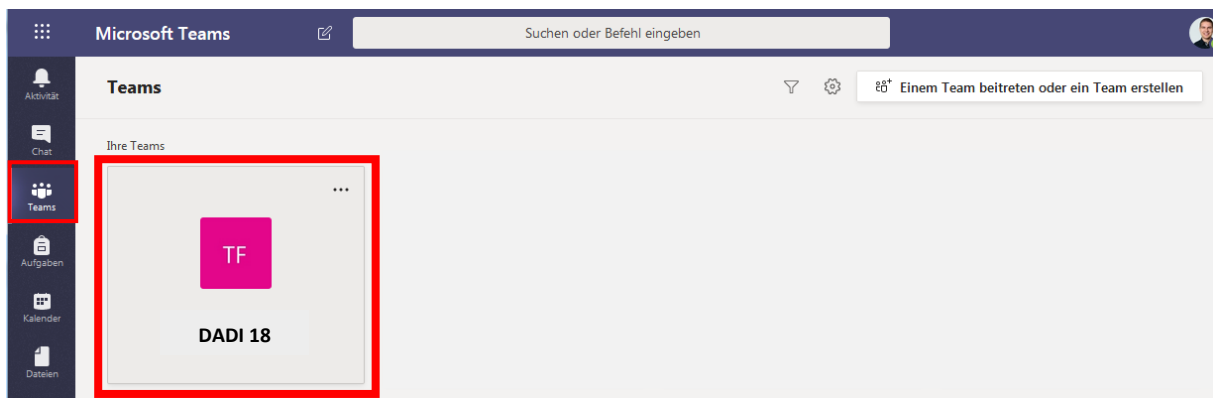 Microsoft Teams
Suchen oder Befehl eingeben
Aktivität
Chat
Teams
Aufgaben
Kalender
Dateien
Teams
Einem Team beitreten oder ein Team erstellen
Ihre Teams
TF
DADI 18